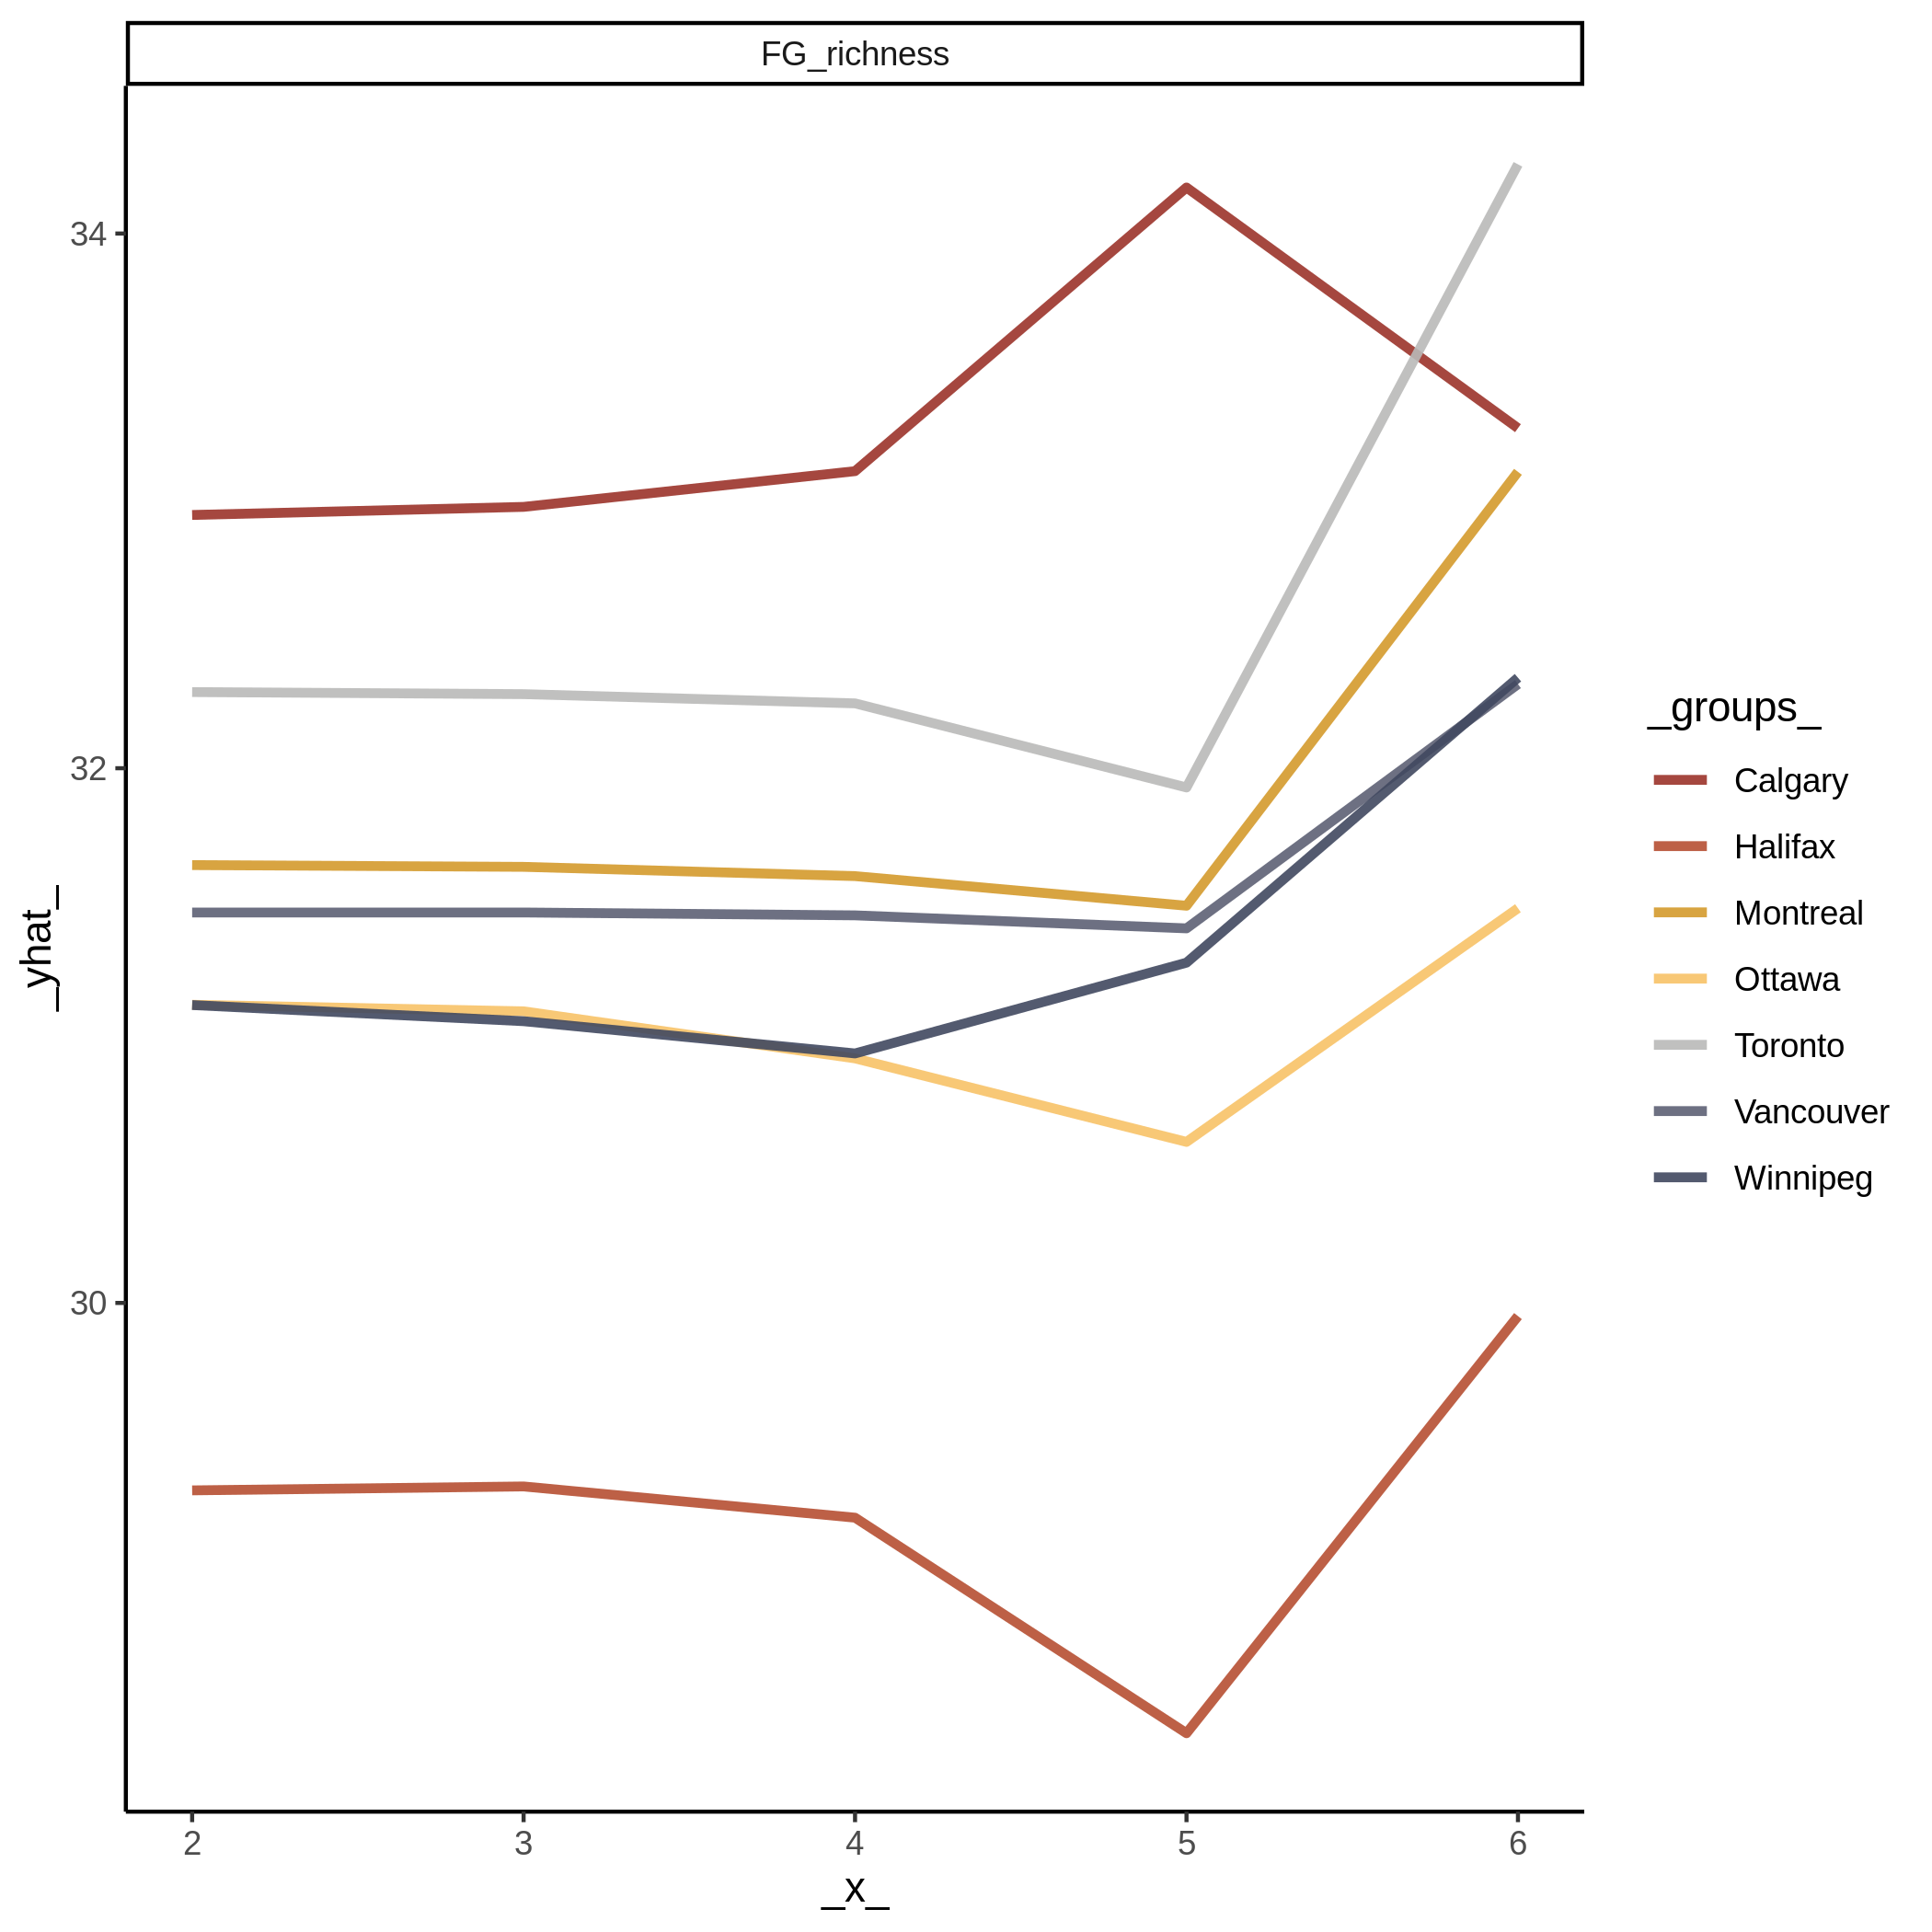 FG_richness
34
32
30
_yhat_
2 3 4 5 6
_x_
_groups_
Calgary
Halifax
Montreal
Ottawa
Toronto
Vancouver
Winnipeg